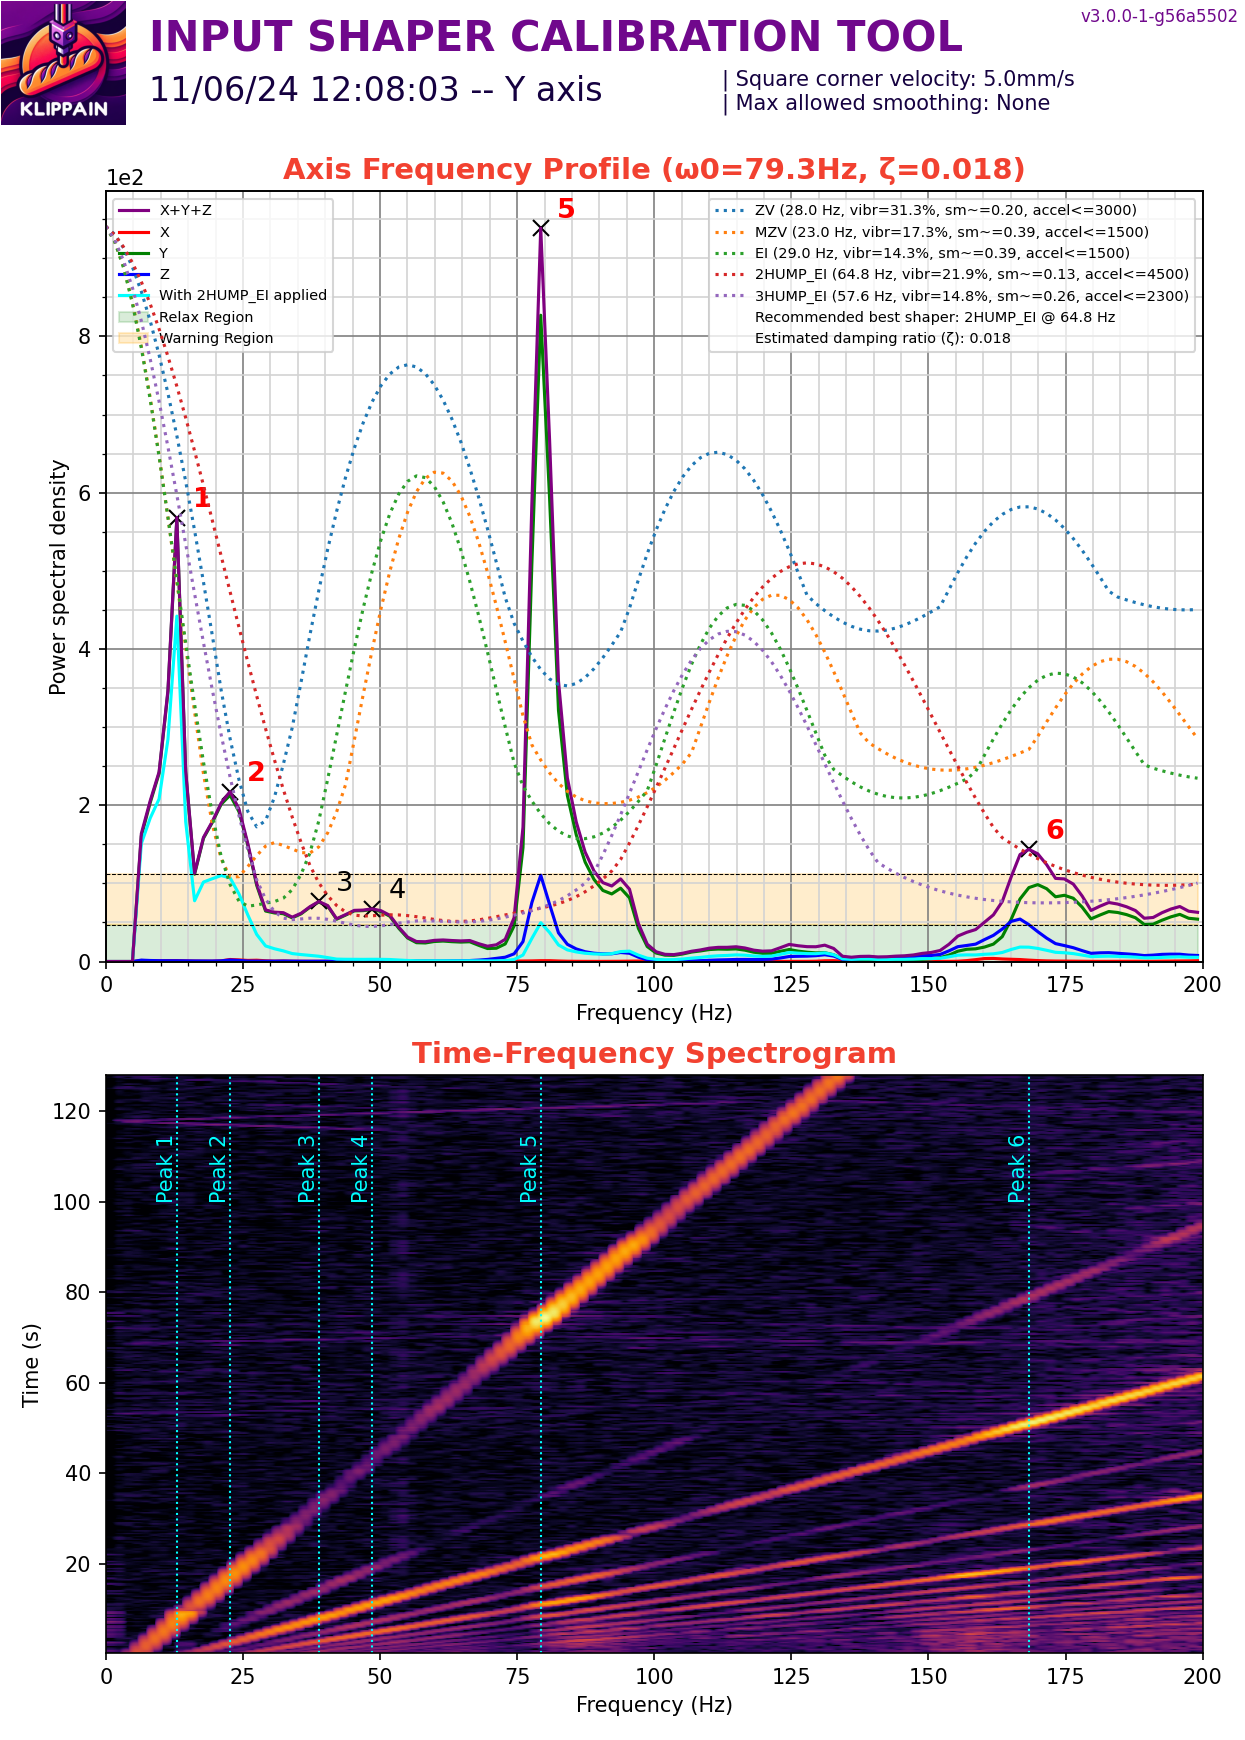 v3.0.0-1-g56a5502
INPUT SHAPER CALIBRATION TOOL
11/06/24 12:08:03 -- Y axis
| Square corner velocity: 5.0mm/s
| Max allowed smoothing: None
KLIPPAIN
Axis Frequency Profile (ω0=79.3Hz, ζ=0.018)
1e2
X+Y+Z
X
Y
Z
With 2HUMP_EI applied
Relax Region
Warning Region
ZV (28.0 Hz, vibr=31.3%, sm~=0.20, accel<=3000)
MZV (23.0 Hz, vibr=17.3%, sm~=0.39, accel<=1500)
EI (29.0 Hz, vibr=14.3%, sm~=0.39, accel<=1500)
2HUMP_EI (64.8 Hz, vibr=21.9%, sm~=0.13, accel<=4500)
3HUMP_EI (57.6 Hz, vibr=14.8%, sm~=0.26, accel<=2300)
Recommended best shaper: 2HUMP_EI @ 64.8 Hz
Estimated damping ratio (ζ): 0.018
1
2
3
4
5
6
Power spectral density
8
6
4
2
0
0 25 50 75 100 125 150 175 200
Frequency (Hz)
Time-Frequency Spectrogram
Peak 1
Peak 2
Peak 3
Peak 4
Peak 5
Peak 6
Time (s)
120
100
80
60
40
20
0 25 50 75 100 125 150 175 200
Frequency (Hz)